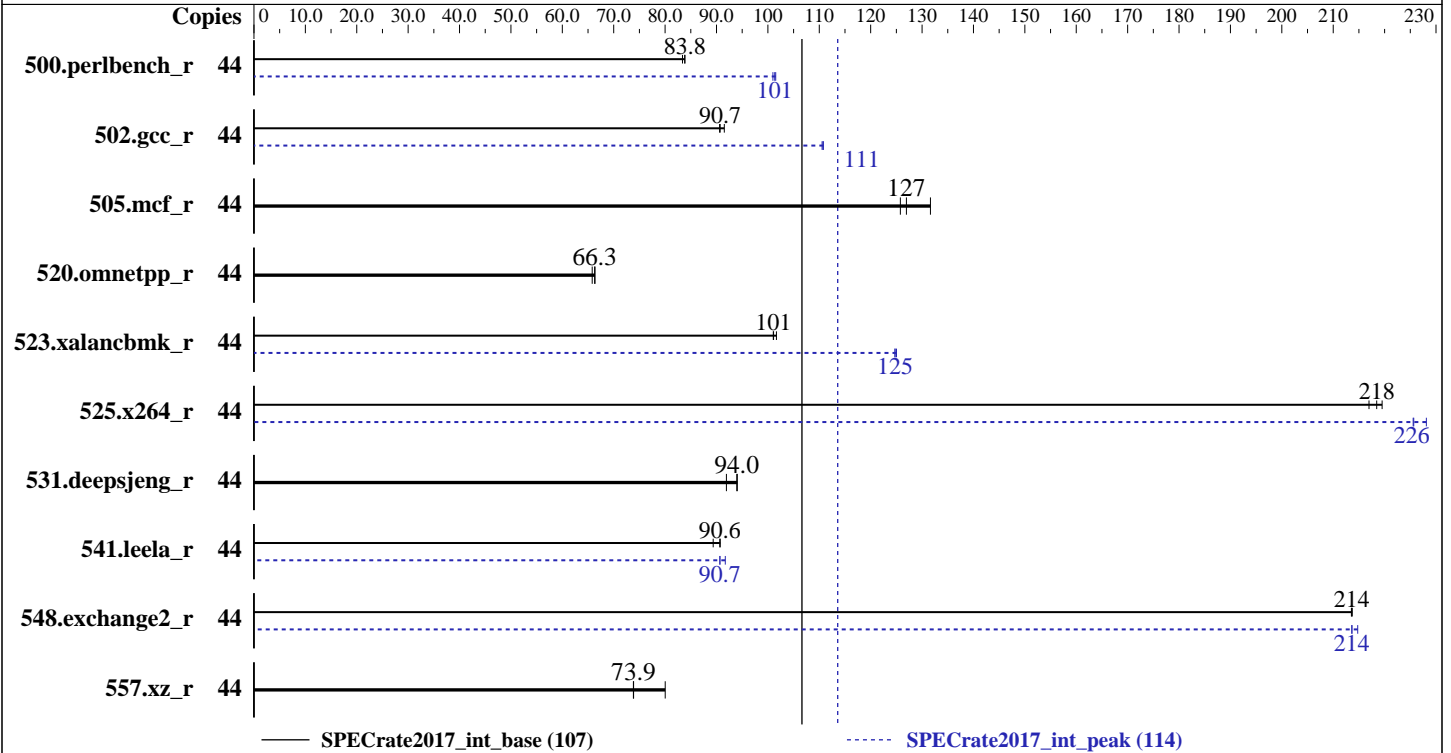 Copies 0 10.0 20.0 30.0 40.0 50.0 60.0 70.0 80.0 90.0 100 110 120 130 140 150 160 170 180 190 200 210 230
83.8
500.perlbench_r 44
101
90.7
502.gcc_r 44
111
127
505.mcf_r 44
66.3
520.omnetpp_r 44
101
523.xalancbmk_r 44
125
218
525.x264_r 44
226
94.0
531.deepsjeng_r 44
90.6
541.leela_r 44
90.7
214
548.exchange2_r 44
214
73.9
557.xz_r 44
SPECrate2017_int_base (107) SPECrate2017_int_peak (114)